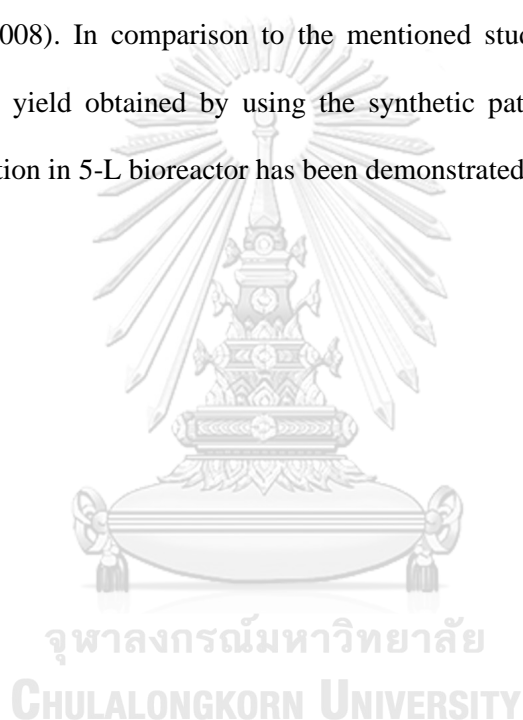 008). In comparison to the mentioned stud
yield obtained by using the synthetic pat
tion in 5-L bioreactor has been demonstrated
จุฬาลงกรณ์มหาวิทยาลัย
CHULALONGKORN UNIVERSITY